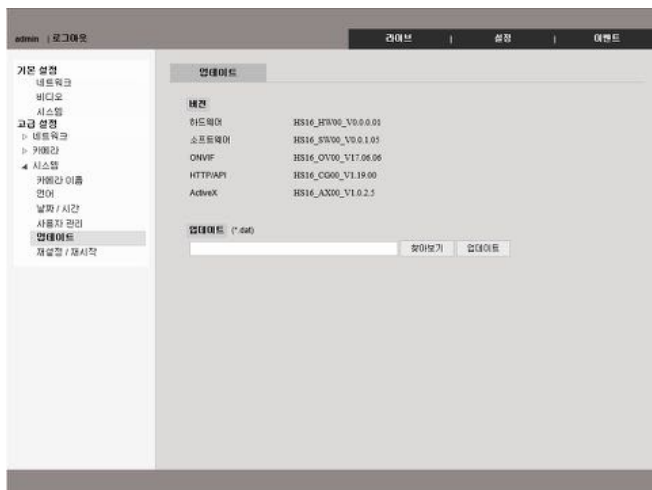 admin | 로그아웃
라이브 | 설정 | 이벤트
기본 설정
네트워크
비디오
시스템
고급 설정
▷ 네트워크
▷ 카메라
◢ 시스템
카메라 이름
언어
날짜 / 시간
사용자 관리
업데이트
재설정 / 재시작
업데이트
버전
하드웨어 HS16_HW00_V0.0.0.01
소프트웨어 HS16_SW00_V0.0.1.05
ONVIF HS16_OV00_V17.06.06
HTTP/API HS16_CG00_V1.19.00
ActiveX HS16_AX00_V1.0.2.5
업데이트 (*.dat)
찾아보기 업데이트